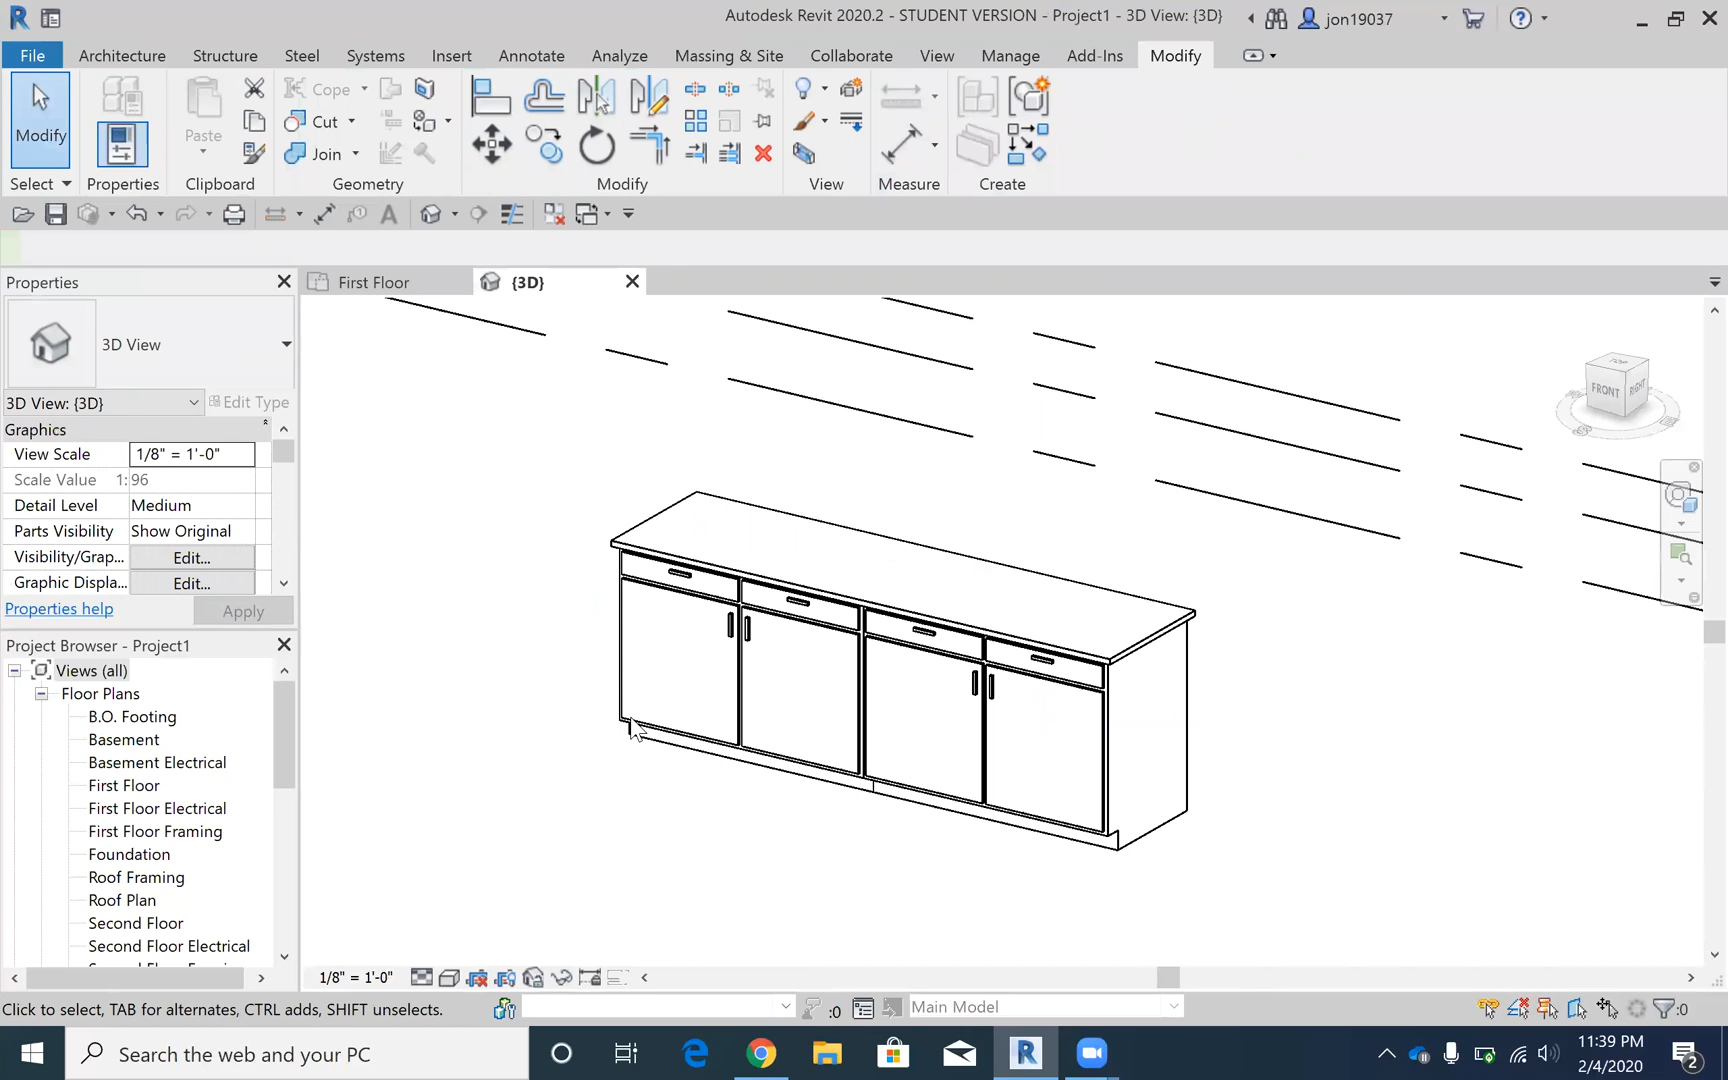 Autodesk Revit 2020.2 - STUDENT VERSION - Project1 - 3D View: {3D}
jon19037
File
Architecture
Structure
Steel
Systems
Insert
Annotate
Analyze
Massing & Site
Collaborate
View
Manage
Add-Ins
Modify
Modify
Paste
Cope
Cut
Join
Select
Properties
Clipboard
Geometry
Modify
View
Measure
Create
Properties
First Floor
{3D}
3D View
3D View: {3D}
Edit Type
Graphics
View Scale 1/8" = 1'-0"
Scale Value 1: 96
Detail Level Medium
Parts Visibility Show Original
Visibility/Grap... Edit...
Graphic Displa... Edit...
Properties help
Apply
Project Browser - Project1
Views (all)
Floor Plans
B.O. Footing
Basement
Basement Electrical
First Floor
First Floor Electrical
First Floor Framing
Foundation
Roof Framing
Roof Plan
Second Floor
Second Floor Electrical
TOP
FRONT
RIGHT
1/8" = 1'-0"
Click to select, TAB for alternates, CTRL adds, SHIFT unselects.
:0
Main Model
:0
Search the web and your PC
11:39 PM
2/4/2020
2